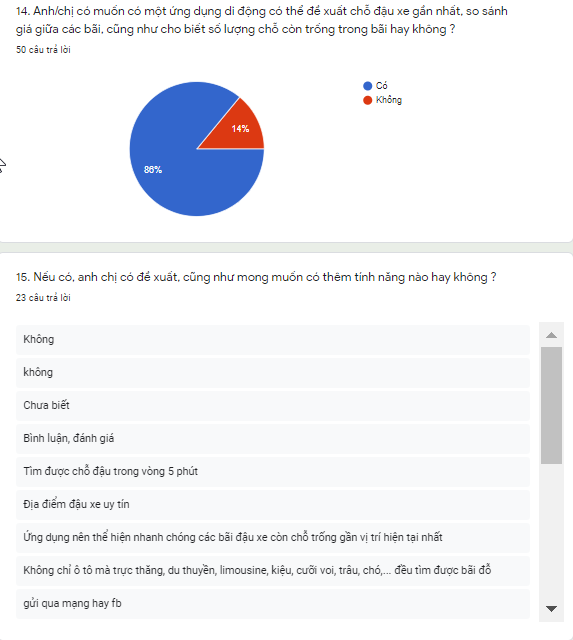 14. Anh/chị có muốn có một ứng dụng di động có thể đề xuất chỗ đậu xe gần nhất, so sánh
giá giữa các bãi, cũng như cho biết số lượng chỗ còn trống trong bãi hay không ?
50 câu trả lời
Có
Không
14%
86%
15. Nếu có, anh chị có đề xuất, cũng như mong muốn có thêm tính năng nào hay không ?
23 câu trả lời
Không
không
Chưa biết
Bình luận, đánh giá
Tìm được chỗ đậu trong vòng 5 phút
Địa điểm đậu xe uy tín
Ứng dụng nên thể hiện nhanh chóng các bãi đậu xe còn chỗ trống gần vị trí hiện tại nhất
Không chỉ ô tô mà trực thăng, du thuyền, limousine, kiệu, cưỡi voi, trâu, chó,... đều tìm được bãi đỗ
gửi qua mạng hay fb